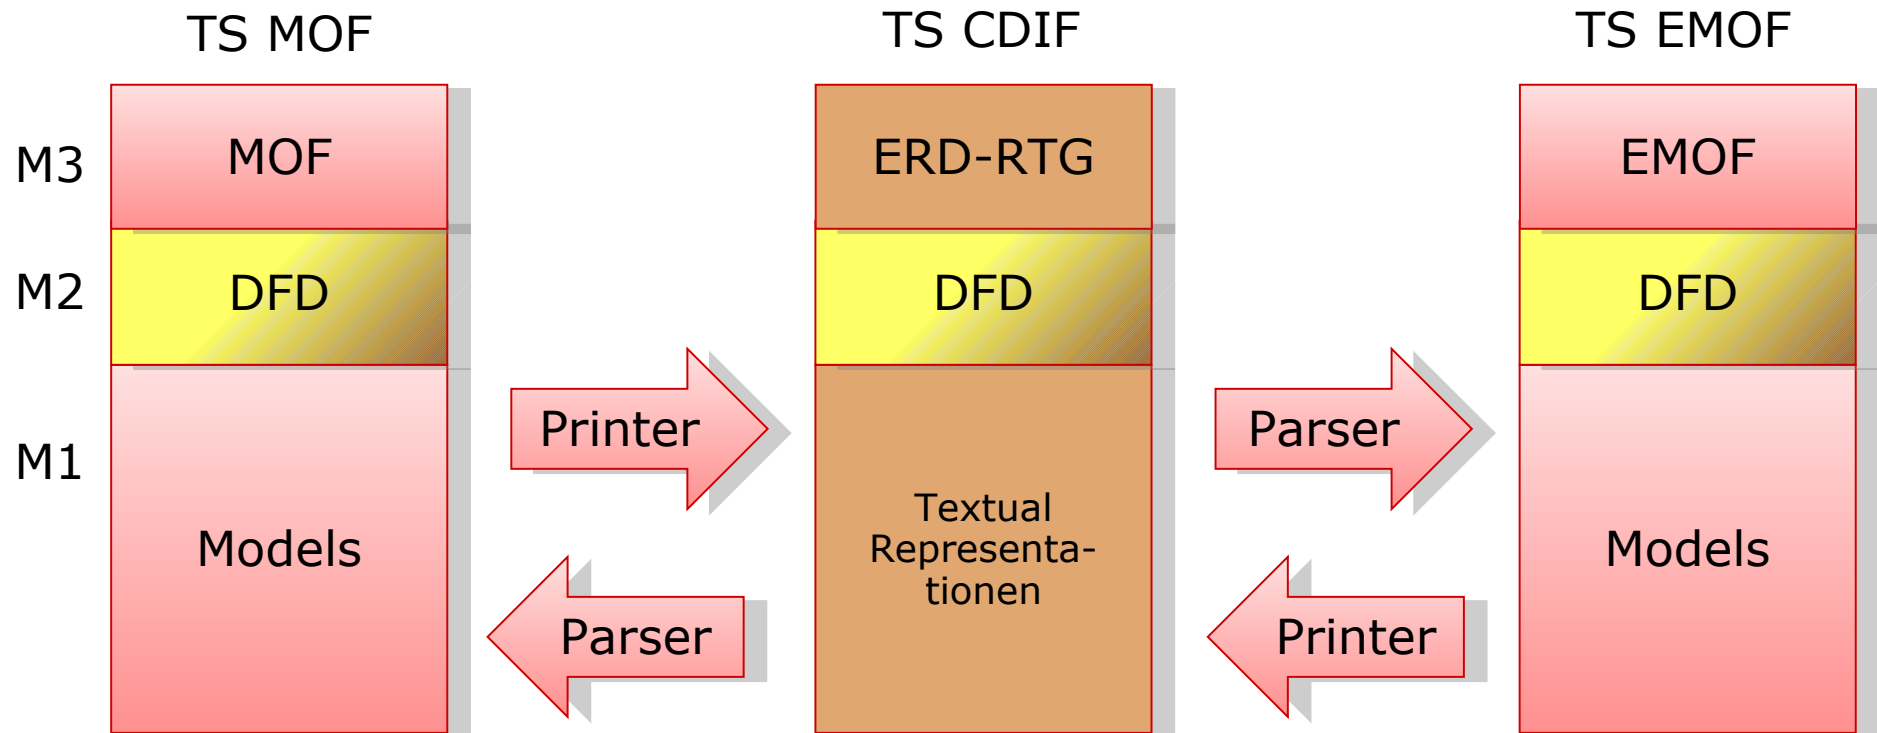 TS MOF
TS CDIF
TS EMOF
M3
MOF
ERD-RTG
EMOF
M2
DFD
DFD
DFD
M1
Printer
Parser
Models
Textual
Representa-
tionen
Models
Parser
Printer